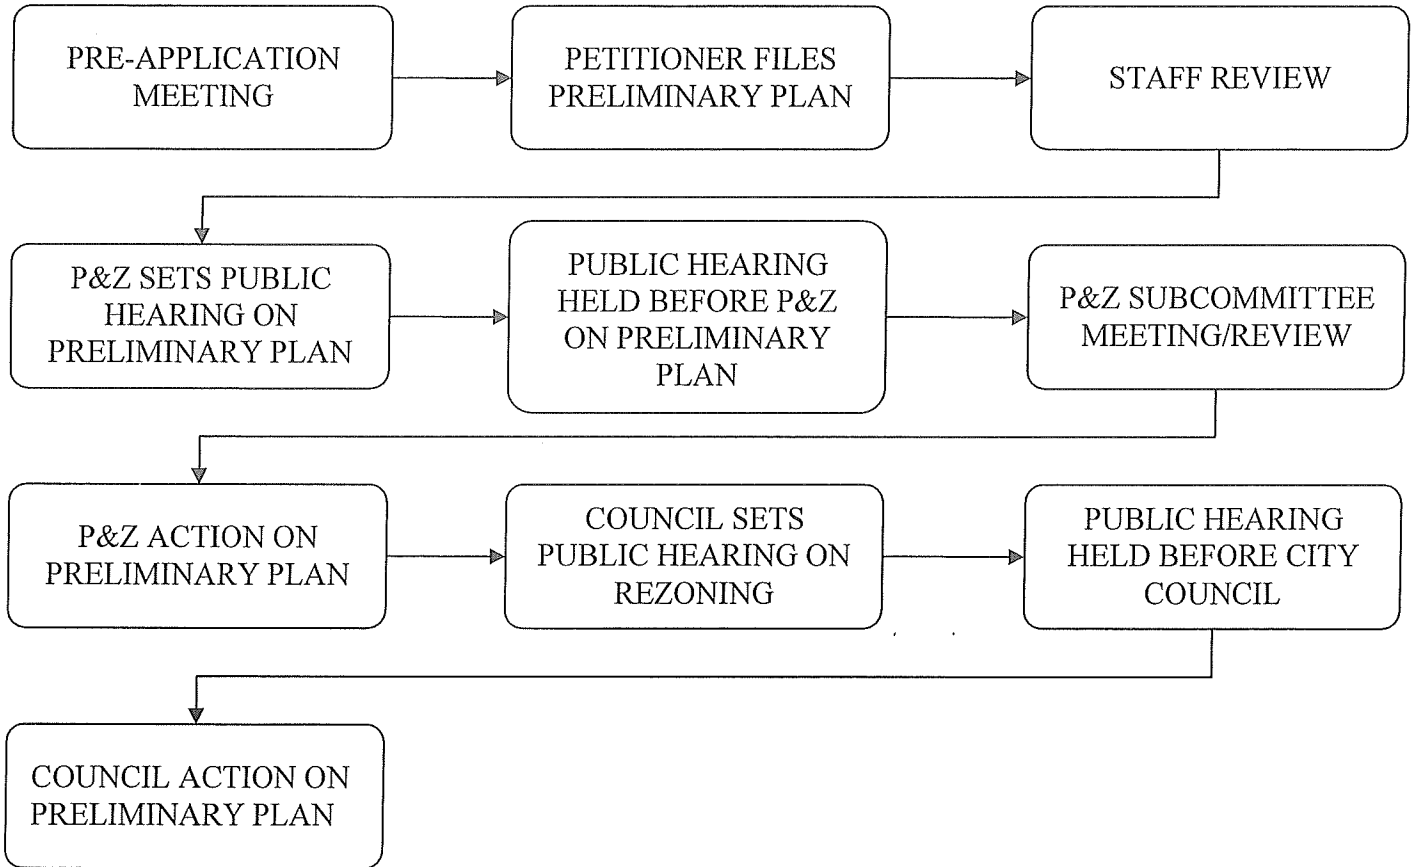 PRE-APPLICATION
MEETING
PETITIONER FILES
PRELIMINARY PLAN
STAFF REVIEW
P&Z SETS PUBLIC
HEARING ON
PRELIMINARY PLAN
PUBLIC HEARING
HELD BEFORE P&Z
ON PRELIMINARY
PLAN
P&Z SUBCOMMITTEE
MEETING/REVIEW
P&Z ACTION ON
PRELIMINARY PLAN
COUNCIL SETS
PUBLIC HEARING ON
REZONING
PUBLIC HEARING
HELD BEFORE CITY
COUNCIL
COUNCIL ACTION ON
PRELIMINARY PLAN